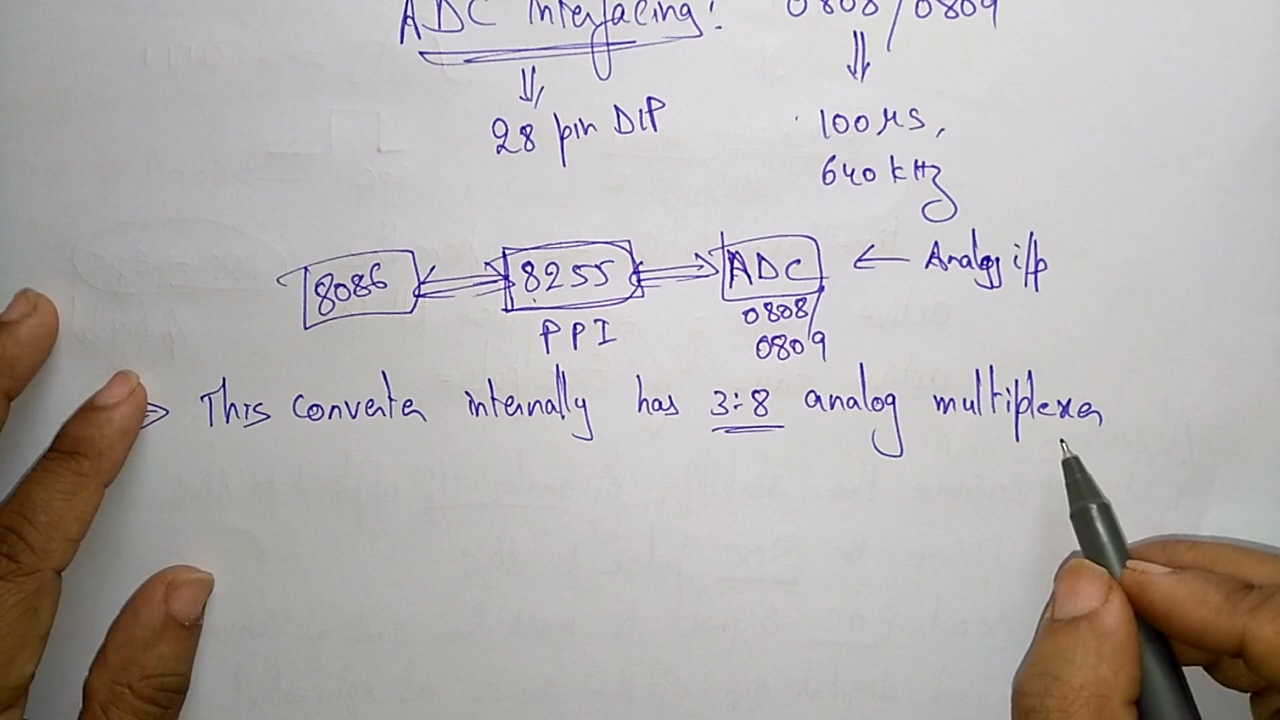 ADC Interfacing: 0808/0809
28 pin DIP 100 μs,
640 kHz
8086 8255 ADC ← Analog i/p
PPI 0808/
0809
⇒ This Converter internally has 3:8 analog multiplexer